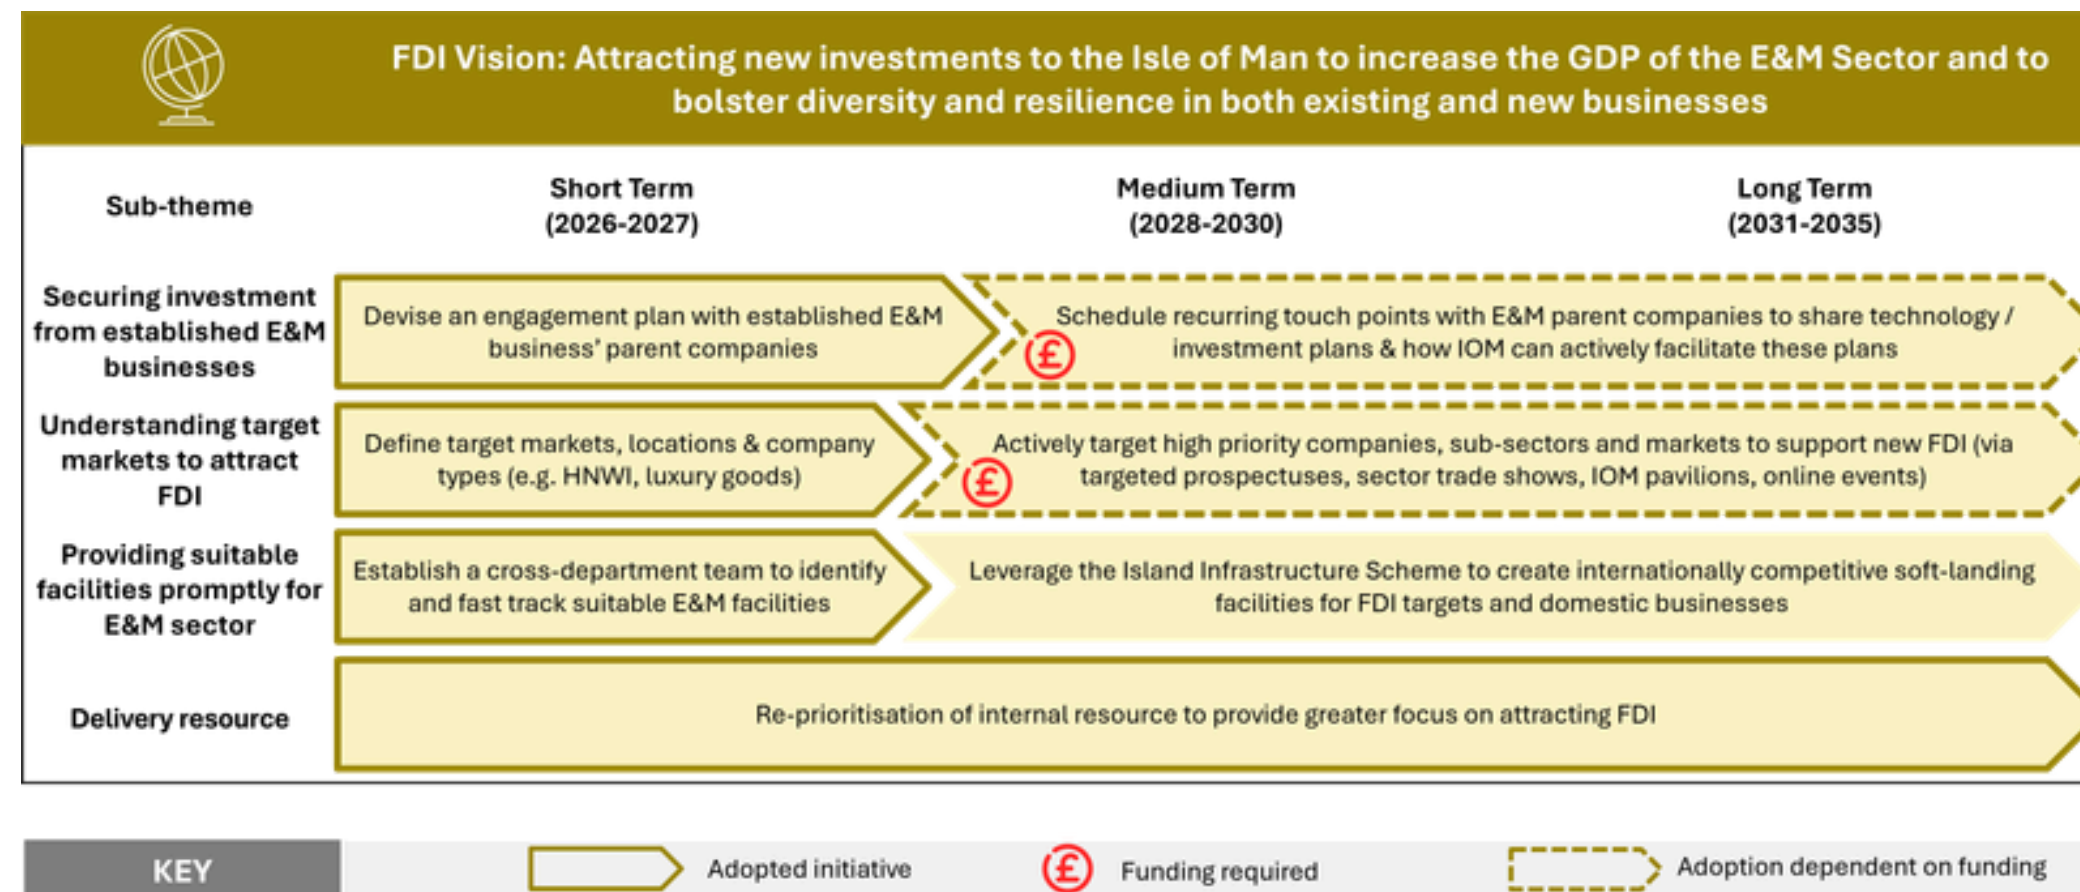 FDI Vision: Attracting new investments to the Isle of Man to increase the GDP of the E&M Sector and to
bolster diversity and resilience in both existing and new businesses
Sub-theme
Short Term
(2026-2027)
Medium Term
(2028-2030)
Long Term
(2031-2035)
Securing investment
from established E&M
businesses
Devise an engagement plan with established E&M
business' parent companies
£
Schedule recurring touch points with E&M parent companies to share technology /
investment plans & how IOM can actively facilitate these plans
Understanding target
markets to attract
FDI
Define target markets, locations & company
types (e.g. HNWI, luxury goods)
£
Actively target high priority companies, sub-sectors and markets to support new FDI (via
targeted prospectuses, sector trade shows, IOM pavilions, online events)
Providing suitable
facilities promptly for
E&M sector
Establish a cross-department team to identify
and fast track suitable E&M facilities
Leverage the Island Infrastructure Scheme to create internationally competitive soft-landing
facilities for FDI targets and domestic businesses
Delivery resource
Re-prioritisation of internal resource to provide greater focus on attracting FDI
KEY
Adopted initiative
£
Funding required
Adoption dependent on funding